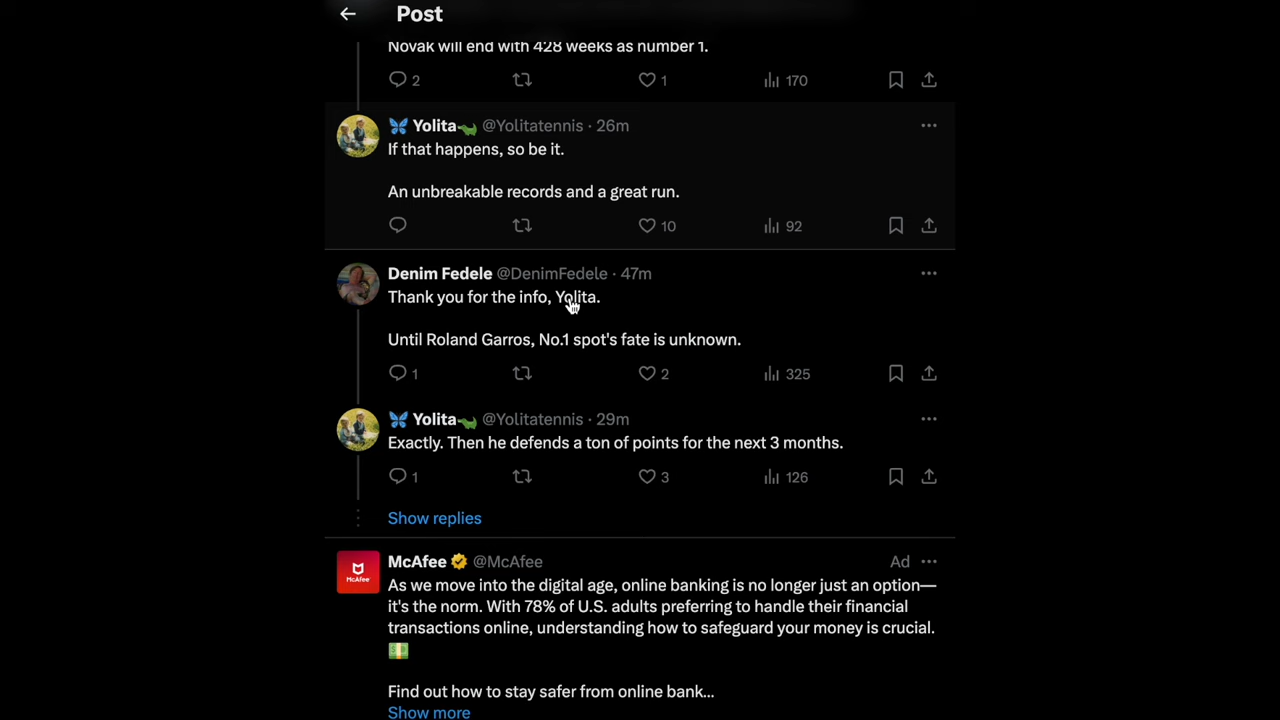 Post
Novak will end with 428 weeks as number 1.
2 1 170
Yolita @Yolitatennis · 26m
If that happens, so be it.
An unbreakable records and a great run.
10 92
Denim Fedele @DenimFedele · 47m
Thank you for the info, Yolita.
Until Roland Garros, No.1 spot's fate is unknown.
1 2 325
Yolita @Yolitatennis · 29m
Exactly. Then he defends a ton of points for the next 3 months.
1 3 126
Show replies
McAfee @McAfee Ad
McAfee
As we move into the digital age, online banking is no longer just an option—
it's the norm. With 78% of U.S. adults preferring to handle their financial
transactions online, understanding how to safeguard your money is crucial.
Find out how to stay safer from online bank...
Show more